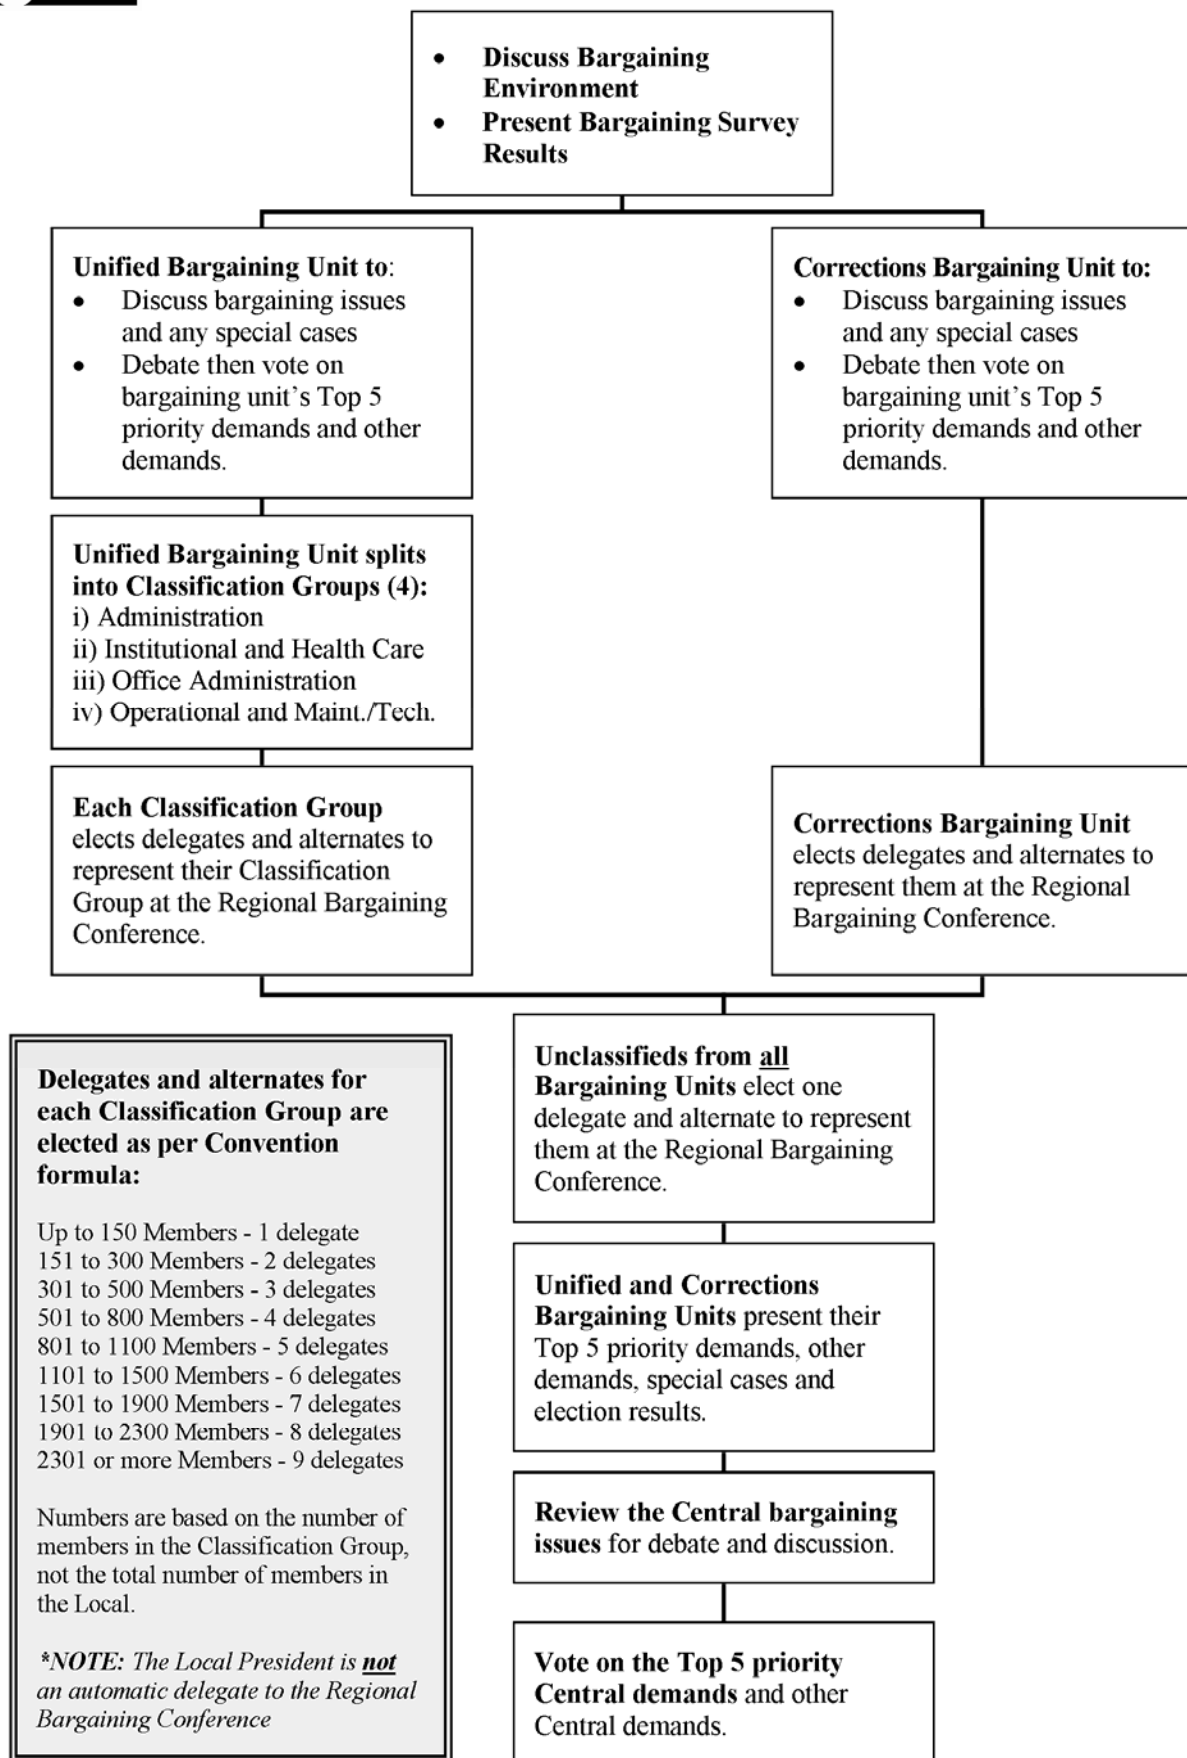 • Discuss Bargaining
Environment
• Present Bargaining Survey
Results
Unified Bargaining Unit to:
• Discuss bargaining issues
and any special cases
• Debate then vote on
bargaining unit's Top 5
priority demands and other
demands.
Corrections Bargaining Unit to:
• Discuss bargaining issues
and any special cases
• Debate then vote on
bargaining unit's Top 5
priority demands and other
demands.
Unified Bargaining Unit splits
into Classification Groups (4):
i) Administration
ii) Institutional and Health Care
iii) Office Administration
iv) Operational and Maint./Tech.
Each Classification Group
elects delegates and alternates to
represent their Classification
Group at the Regional Bargaining
Conference.
Corrections Bargaining Unit
elects delegates and alternates to
represent them at the Regional
Bargaining Conference.
Delegates and alternates for
each Classification Group are
elected as per Convention
formula:
Up to 150 Members - 1 delegate
151 to 300 Members - 2 delegates
301 to 500 Members - 3 delegates
501 to 800 Members - 4 delegates
801 to 1100 Members - 5 delegates
1101 to 1500 Members - 6 delegates
1501 to 1900 Members - 7 delegates
1901 to 2300 Members - 8 delegates
2301 or more Members - 9 delegates
Numbers are based on the number of
members in the Classification Group,
not the total number of members in
the Local.
*NOTE: The Local President is not
an automatic delegate to the Regional
Bargaining Conference
Unclassifieds from all
Bargaining Units elect one
delegate and alternate to represent
them at the Regional Bargaining
Conference.
Unified and Corrections
Bargaining Units present their
Top 5 priority demands, other
demands, special cases and
election results.
Review the Central bargaining
issues for debate and discussion.
Vote on the Top 5 priority
Central demands and other
Central demands.